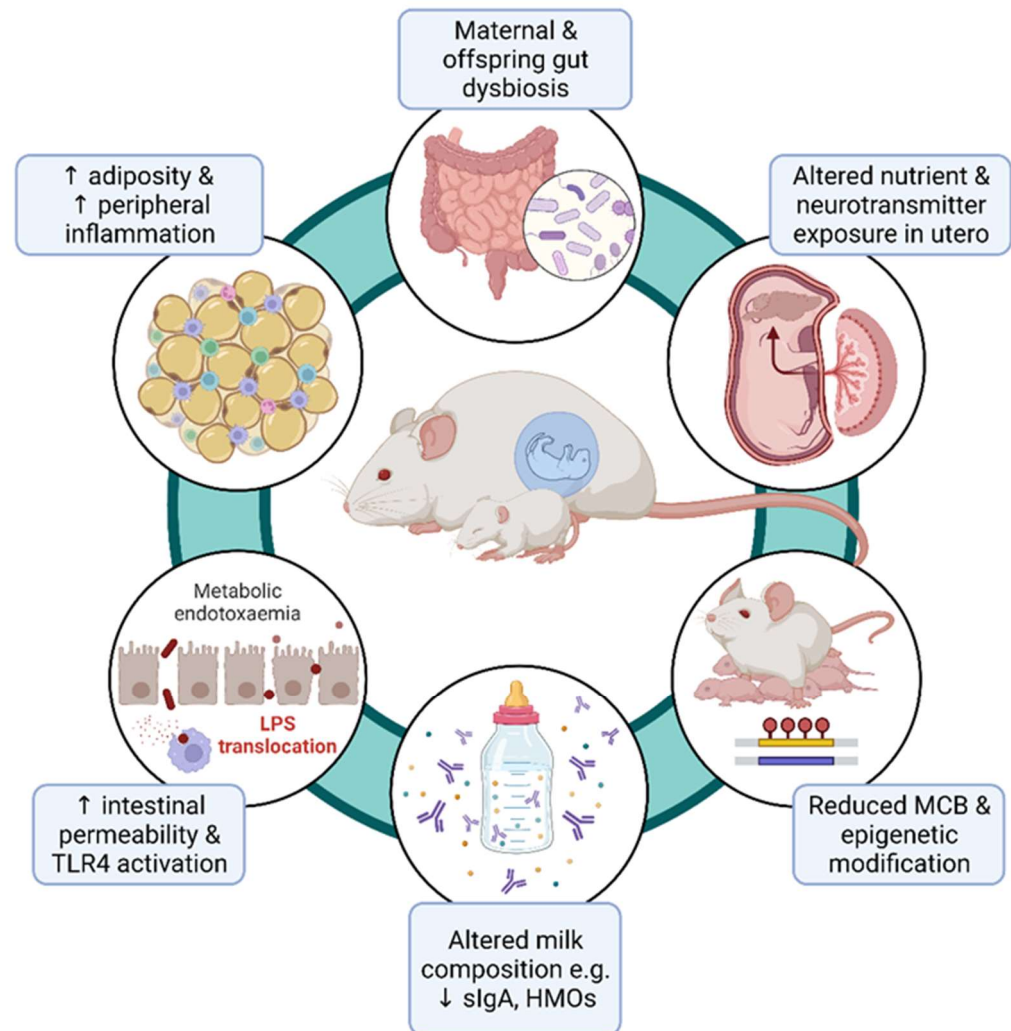 Maternal &
offspring gut
dysbiosis
↑ adiposity &
↑ peripheral
inflammation
Altered nutrient &
neurotransmitter
exposure in utero
Metabolic
endotoxaemia
LPS
translocation
↑ intestinal
permeability &
TLR4 activation
Reduced MCB &
epigenetic
modification
Altered milk
composition e.g.
↓ sIgA, HMOs